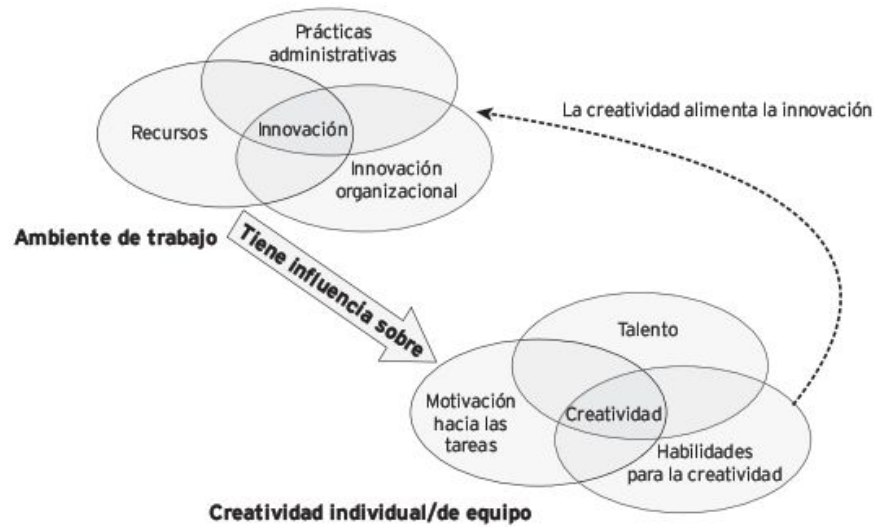 Prácticas
administrativas
Recursos
Innovación
Innovación
organizacional
La creatividad alimenta la innovación
Ambiente de trabajo
Tiene influencia sobre
Talento
Motivación
hacia las
tareas
Creatividad
Habilidades
para la creatividad
Creatividad individual/de equipo